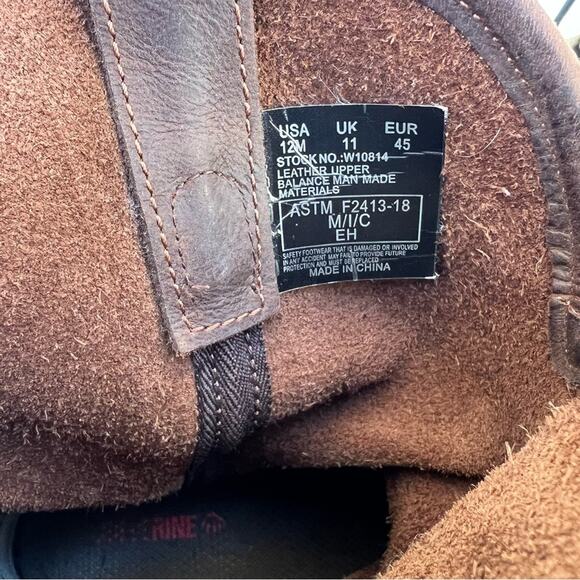 USA UK EUR
12M 11 45
STOCK NO.:W10814
LEATHER UPPER
BALANCE MAN MADE
MATERIALS
ASTM F2413-18
M/I/C
EH
SAFETY FOOTWEAR THAT IS DAMAGED OR INVOLVED
IN ANY ACCIDENT MAY FAIL TO PROVIDE FUTURE
PROTECTION AND MUST BE REPLACED
MADE IN CHINA
RINE